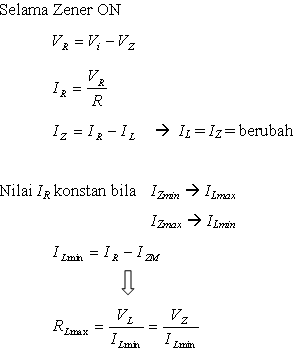 Selama Zener ON
V_R = V_i − V_Z
I_R = V_R / R
I_Z = I_R − I_L → I_L = I_Z = berubah
Nilai I_R konstan bila I_Zmin → I_Lmax
I_Zmax → I_Lmin
I_Lmin = I_R − I_ZM
⇩
R_Lmax = V_L / I_Lmin = V_Z / I_Lmin